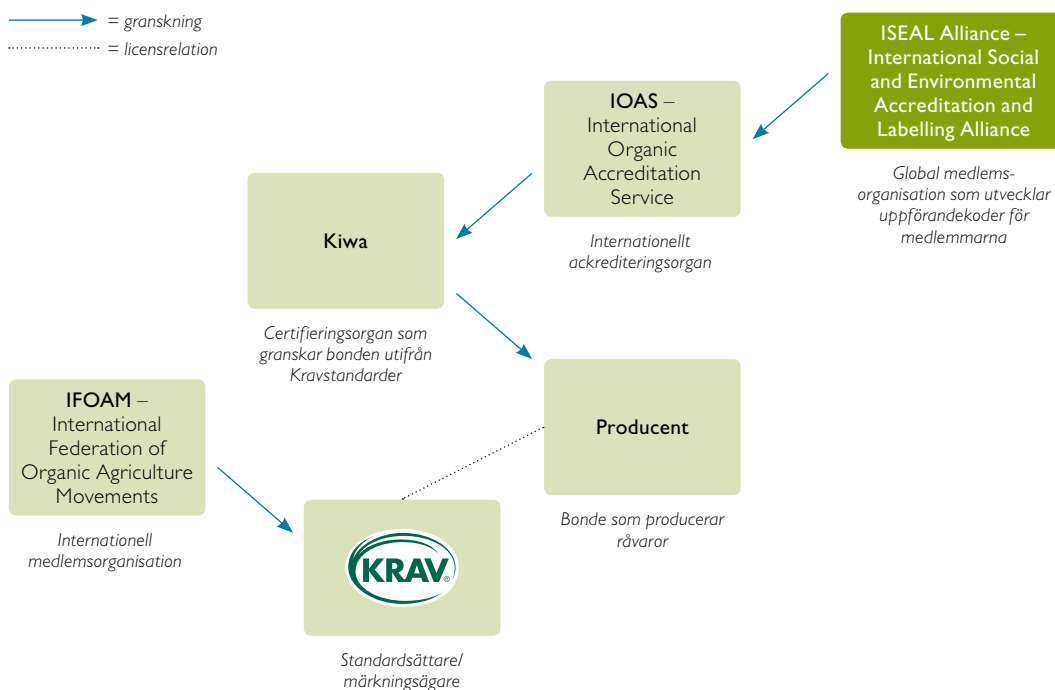 = granskning
= licensrelation
ISEAL Alliance –
International Social
and Environmental
Accreditation and
Labelling Alliance
Global medlems-
organisation som utvecklar
uppförandekoder för
medlemmarna
IOAS –
International
Organic
Accreditation
Service
Internationellt
ackrediteringsorgan
Kiwa
Certifieringsorgan som
granskar bonden utifrån
Kravstandarder
Producent
Bonde som producerar
råvaror
IFOAM –
International
Federation of
Organic Agriculture
Movements
Internationell
medlemsorganisation
KRAV®
Standardsättare/
märkningsägare